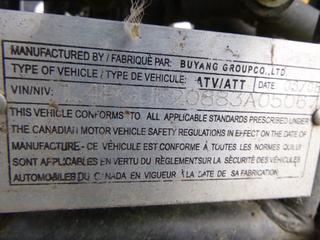 MANUFACTURED BY / FABRIQUÉ PAR: BUYANG GROUP CO., LTD.
TYPE OF VEHICLE / TYPE DE VÉHICULE: ATV/ATT DATE
VIN/NIV:
THIS VEHICLE CONFORMS TO ALL APPLICABLE STANDARDS PRESCRIBED UNDER
THE CANADIAN MOTOR VEHICLE SAFETY REGULATIONS IN EFFECT ON THE DATE OF
MANUFACTURE - CE VÉHICULE EST CONFORME À TOUTES LES NORMES QUI LUI
SONT APPLICABLES EN VERTU DU RÈGLEMENT SUR LA SÉCURITÉ DES VÉHICULES
AUTOMOBILES DU CANADA EN VIGUEUR À LA DATE DE SA FABRICATION